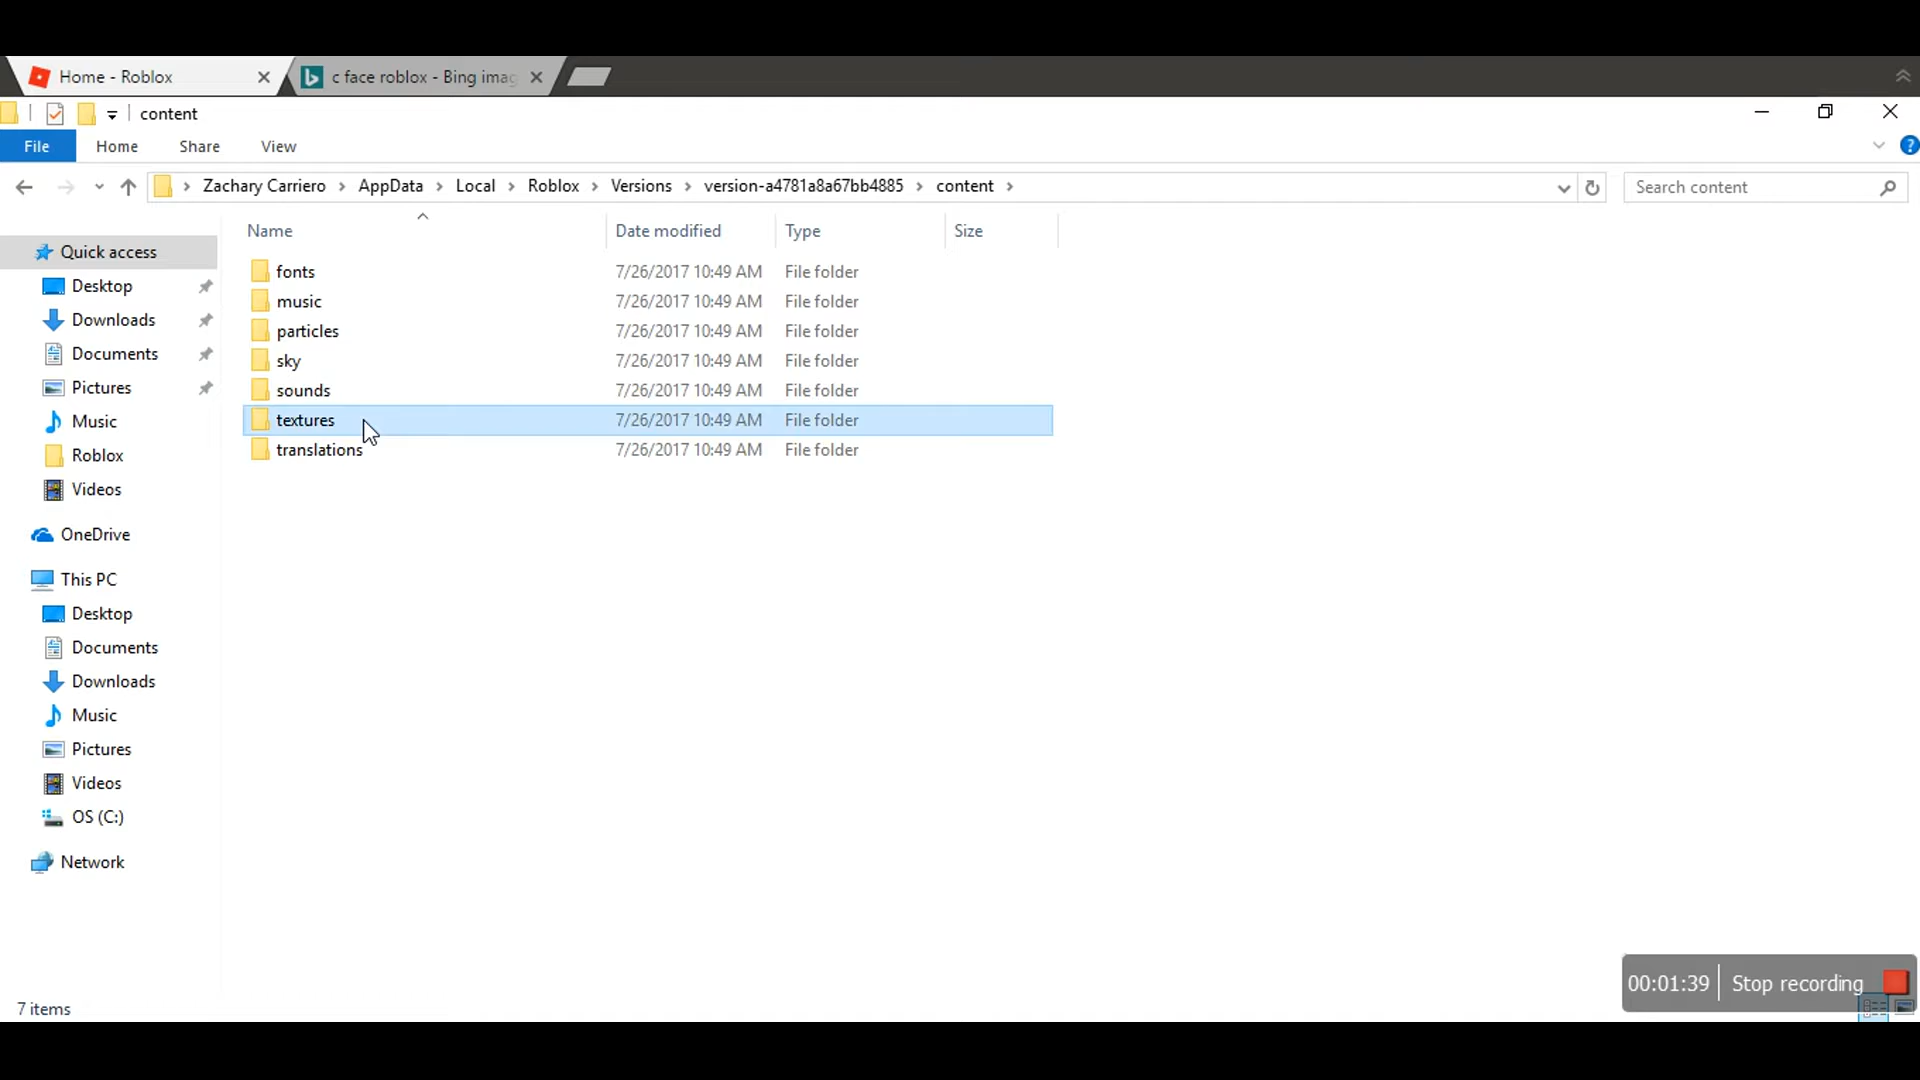 Home - Roblox
c face roblox - Bing imag
content
File Home Share View
Zachary Carriero > AppData > Local > Roblox > Versions > version-a4781a8a67bb4885 > content >
Search content
Name Date modified Type Size
fonts 7/26/2017 10:49 AM File folder
music 7/26/2017 10:49 AM File folder
particles 7/26/2017 10:49 AM File folder
sky 7/26/2017 10:49 AM File folder
sounds 7/26/2017 10:49 AM File folder
textures 7/26/2017 10:49 AM File folder
translations 7/26/2017 10:49 AM File folder
Quick access
Desktop
Downloads
Documents
Pictures
Music
Roblox
Videos
OneDrive
This PC
Desktop
Documents
Downloads
Music
Pictures
Videos
OS (C:)
Network
7 items
00:01:39 Stop recording